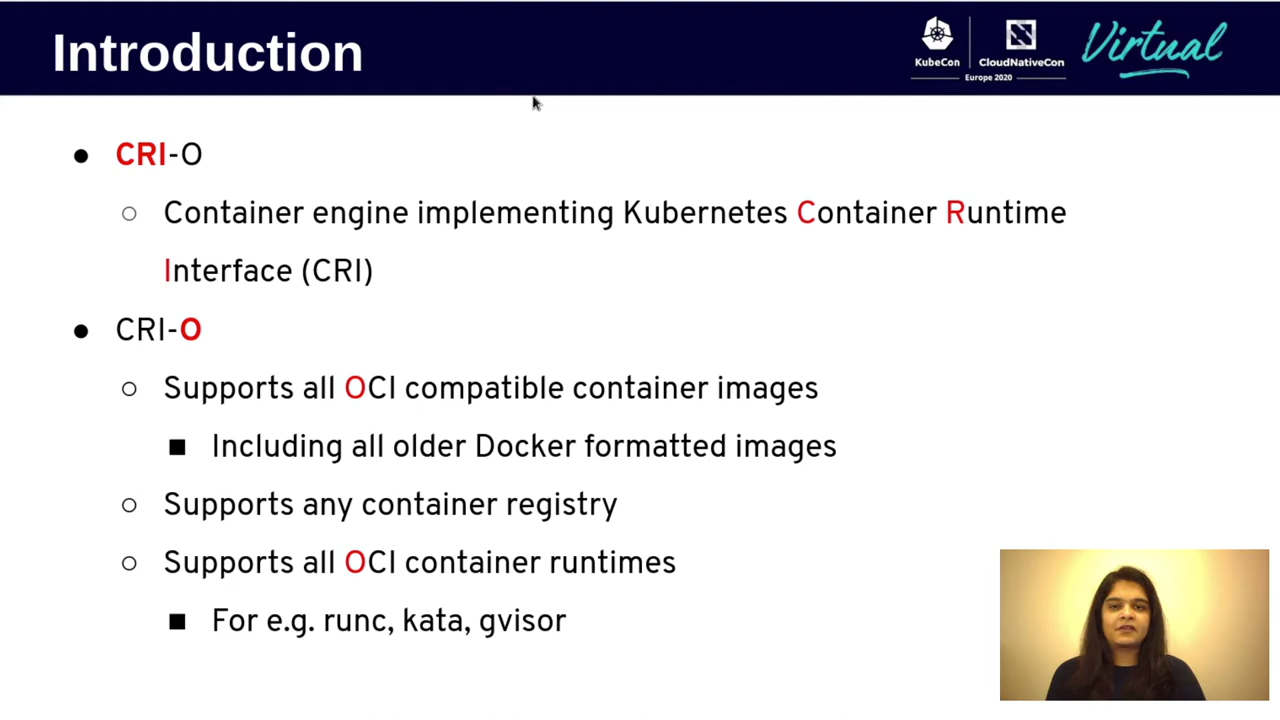 Introduction
KubeCon
CloudNativeCon
Europe 2020
Virtual
● CRI-O
○ Container engine implementing Kubernetes Container Runtime
Interface (CRI)
● CRI-O
○ Supports all OCI compatible container images
■ Including all older Docker formatted images
○ Supports any container registry
○ Supports all OCI container runtimes
■ For e.g. runc, kata, gvisor